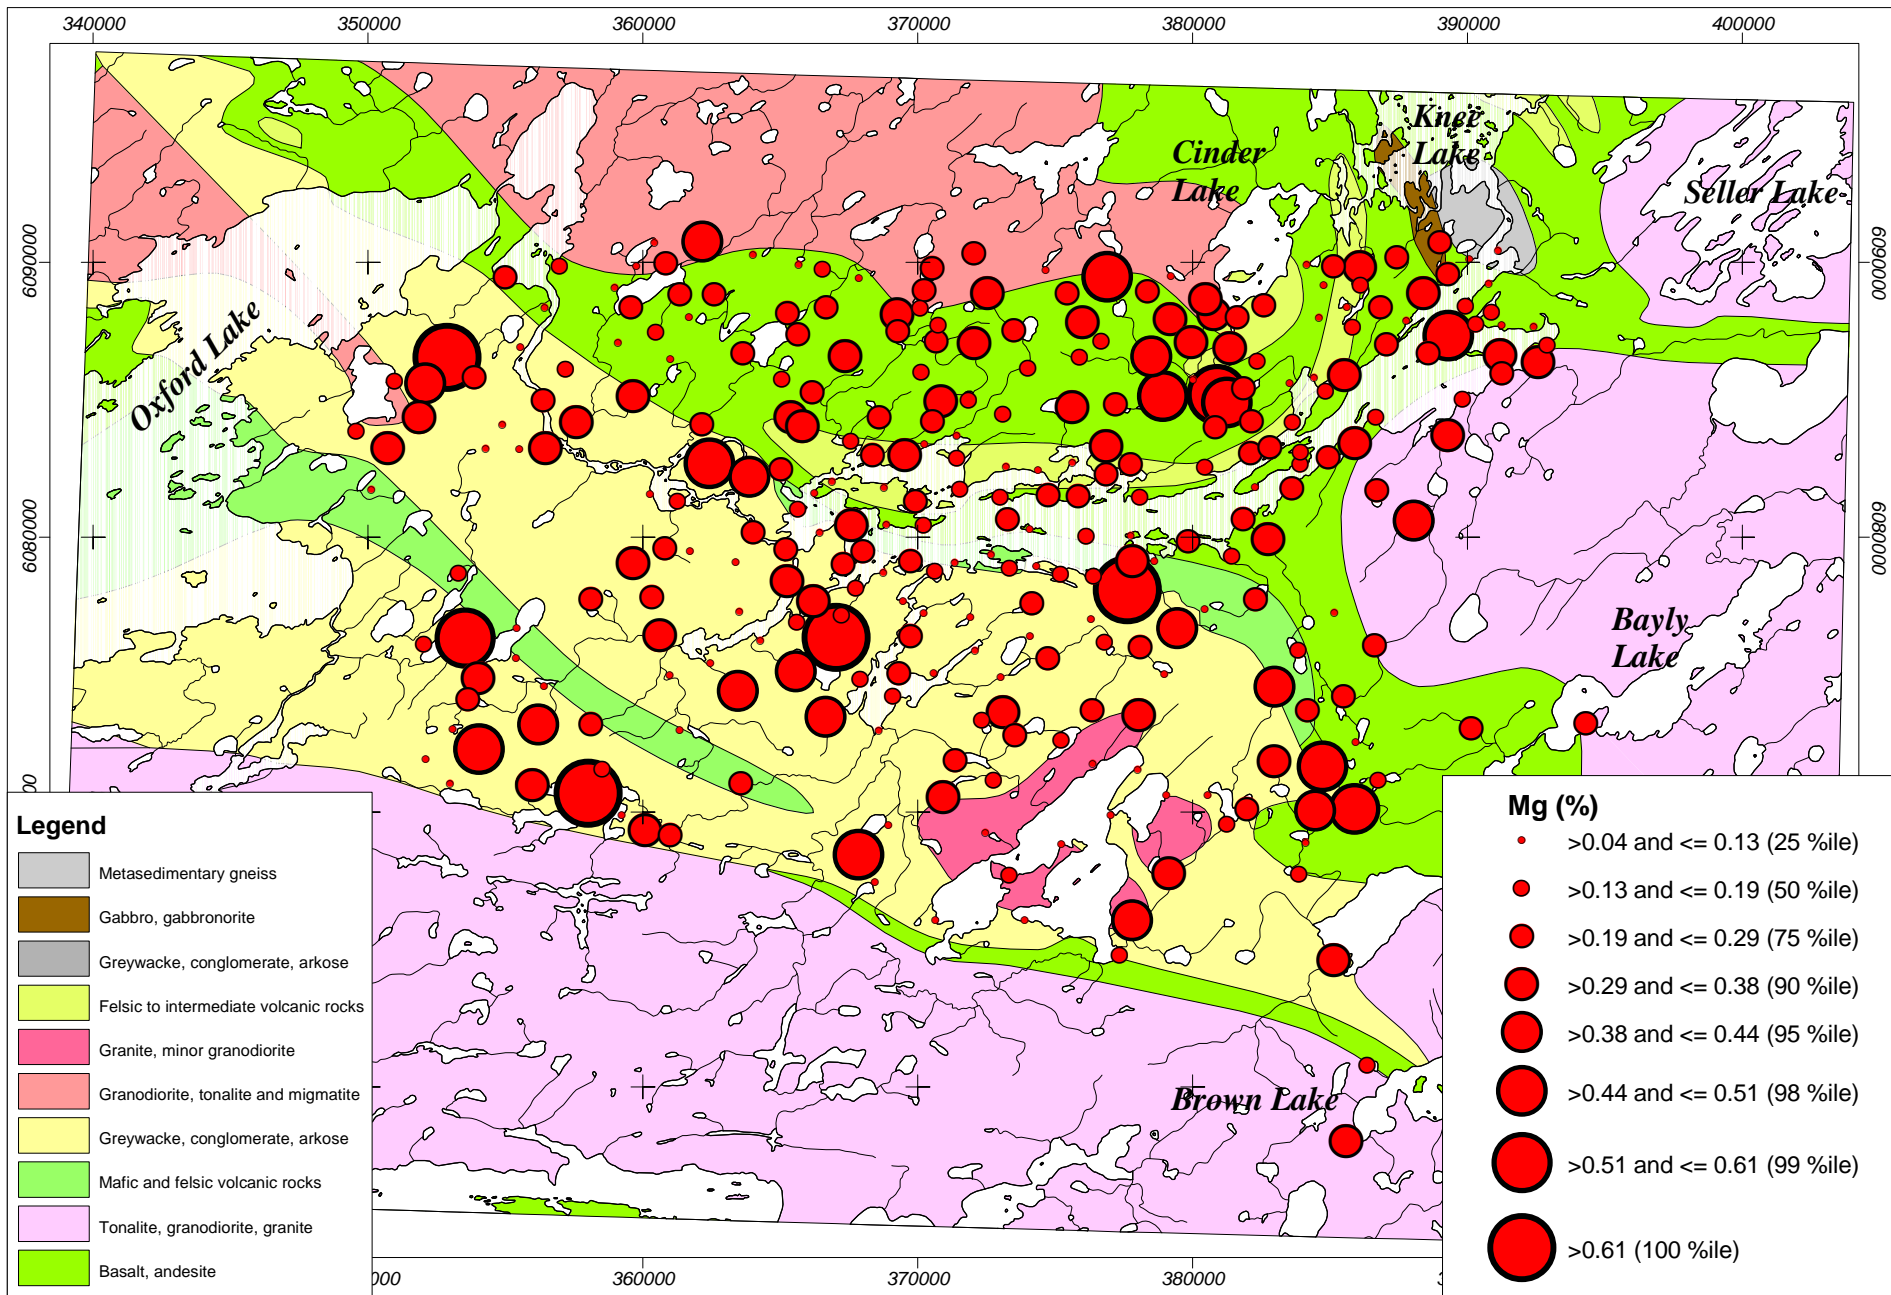 340000 350000 360000 370000 380000 390000 400000
Knee
Lake
Cinder
Lake
Seller Lake
6090000
6090000
Oxford Lake
6080000
6080000
Bayly
Lake
Brown Lake
Legend
Metasedimentary gneiss
Gabbro, gabbronorite
Greywacke, conglomerate, arkose
Felsic to intermediate volcanic rocks
Granite, minor granodiorite
Granodiorite, tonalite and migmatite
Greywacke, conglomerate, arkose
Mafic and felsic volcanic rocks
Tonalite, granodiorite, granite
Basalt, andesite
Mg (%)
>0.04 and <= 0.13 (25 %ile)
>0.13 and <= 0.19 (50 %ile)
>0.19 and <= 0.29 (75 %ile)
>0.29 and <= 0.38 (90 %ile)
>0.38 and <= 0.44 (95 %ile)
>0.44 and <= 0.51 (98 %ile)
>0.51 and <= 0.61 (99 %ile)
>0.61 (100 %ile)
360000 370000 380000